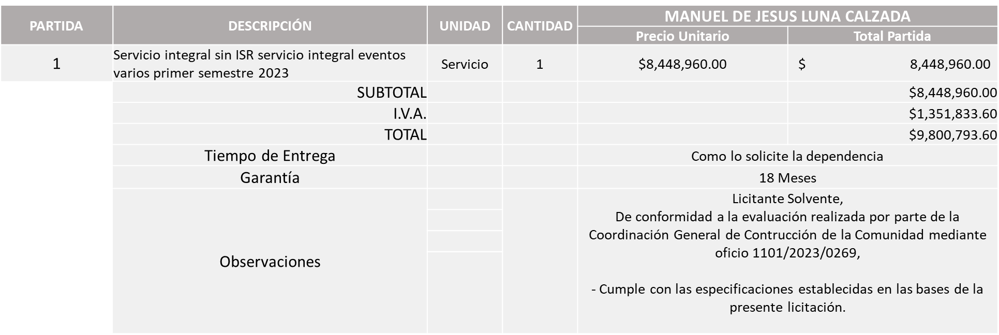 PARTIDA DESCRIPCIÓN UNIDAD CANTIDAD MANUEL DE JESUS LUNA CALZADA
Precio Unitario Total Partida
1 Servicio integral sin ISR servicio integral eventos
varios primer semestre 2023 Servicio 1 $8,448,960.00 $ 8,448,960.00
SUBTOTAL $8,448,960.00
I.V.A. $1,351,833.60
TOTAL $9,800,793.60
Tiempo de Entrega Como lo solicite la dependencia
Garantía 18 Meses
Observaciones
Licitante Solvente,
De conformidad a la evaluación realizada por parte de la
Coordinación General de Contrucción de la Comunidad mediante
oficio 1101/2023/0269,
- Cumple con las especificaciones establecidas en las bases de la
presente licitación.